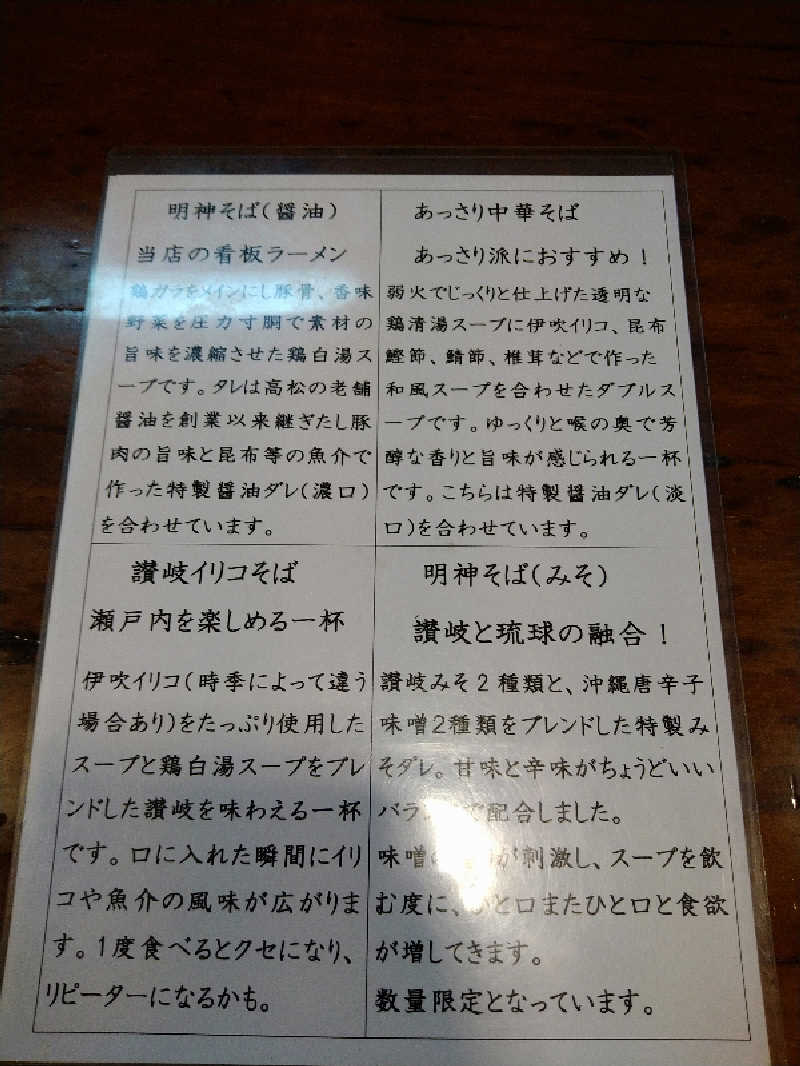 明神そば(醤油)
当店の看板ラーメン
鶏ガラをメインにし豚骨、香味
野菜を圧力寸胴で素材の
旨味を濃縮させた鶏白湯ス
ープです。タレは高松の老舗
醤油を創業以来継ぎたし豚
肉の旨味と昆布等の魚介で
作った特製醤油ダレ(濃口)
を合わせています。
あっさり中華そば
あっさり派におすすめ!
弱火でじっくりと仕上げた透明な
鶏清湯スープに伊吹イリコ、昆布
鰹節、鯖節、椎茸などで作った
和風スープを合わせたダブルス
ープです。ゆっくりと喉の奥で芳
醇な香りと旨味が感じられる一杯
です。こちらは特製醤油ダレ(淡
口)を合わせています。
讃岐イリコそば
瀬戸内を楽しめる一杯
伊吹イリコ(時季によって違う
場合あり)をたっぷり使用した
スープと鶏白湯スープをブレ
ンドした讃岐を味わえる一杯
です。口に入れた瞬間にイリ
コや魚介の風味が広がりま
す。1度食べるとクセになり、
リピーターになるかも。
明神そば(みそ)
讃岐と琉球の融合!
讃岐みそ2種類と、沖縄唐辛子
味噌2種類をブレンドした特製み
そダレ。甘味と辛味がちょうどいい
バランスで配合しました。
味噌の が刺激し、スープを飲
む度に、ひと口またひと口と食欲
が増してきます。
数量限定となっています。